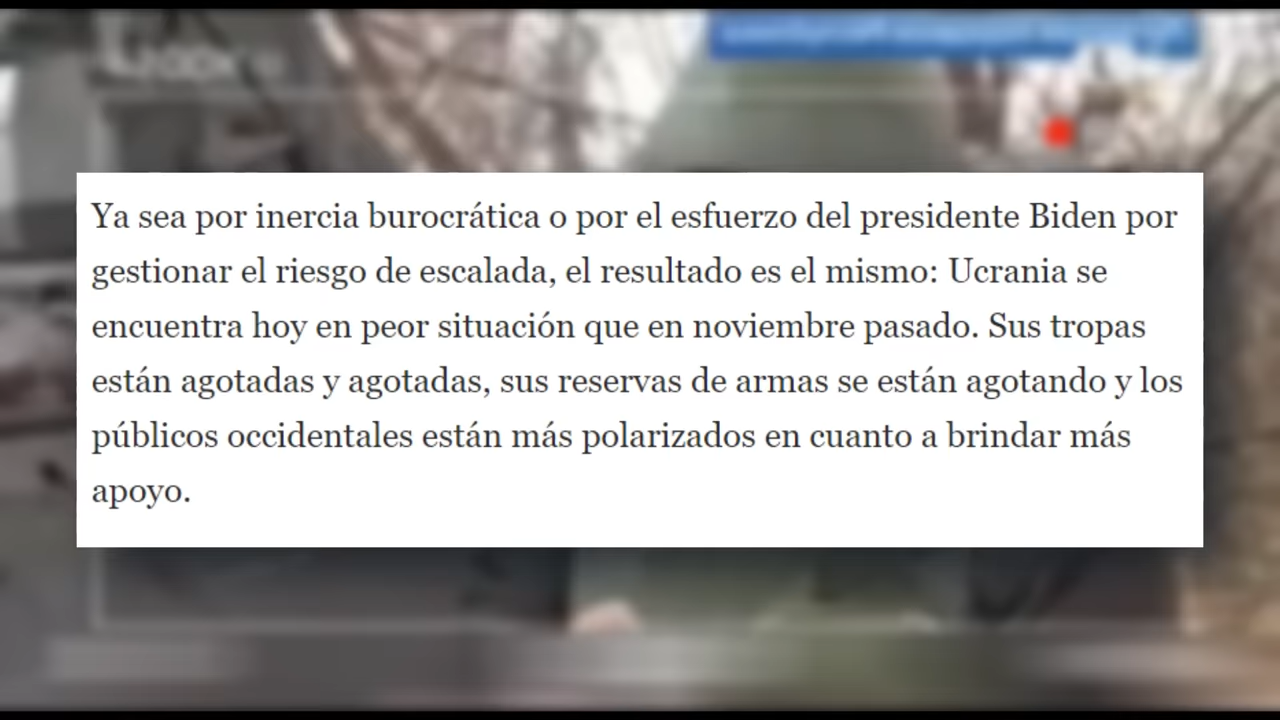 Ya sea por inercia burocrática o por el esfuerzo del presidente Biden por
gestionar el riesgo de escalada, el resultado es el mismo: Ucrania se
encuentra hoy en peor situación que en noviembre pasado. Sus tropas
están agotadas y agotadas, sus reservas de armas se están agotando y los
públicos occidentales están más polarizados en cuanto a brindar más
apoyo.